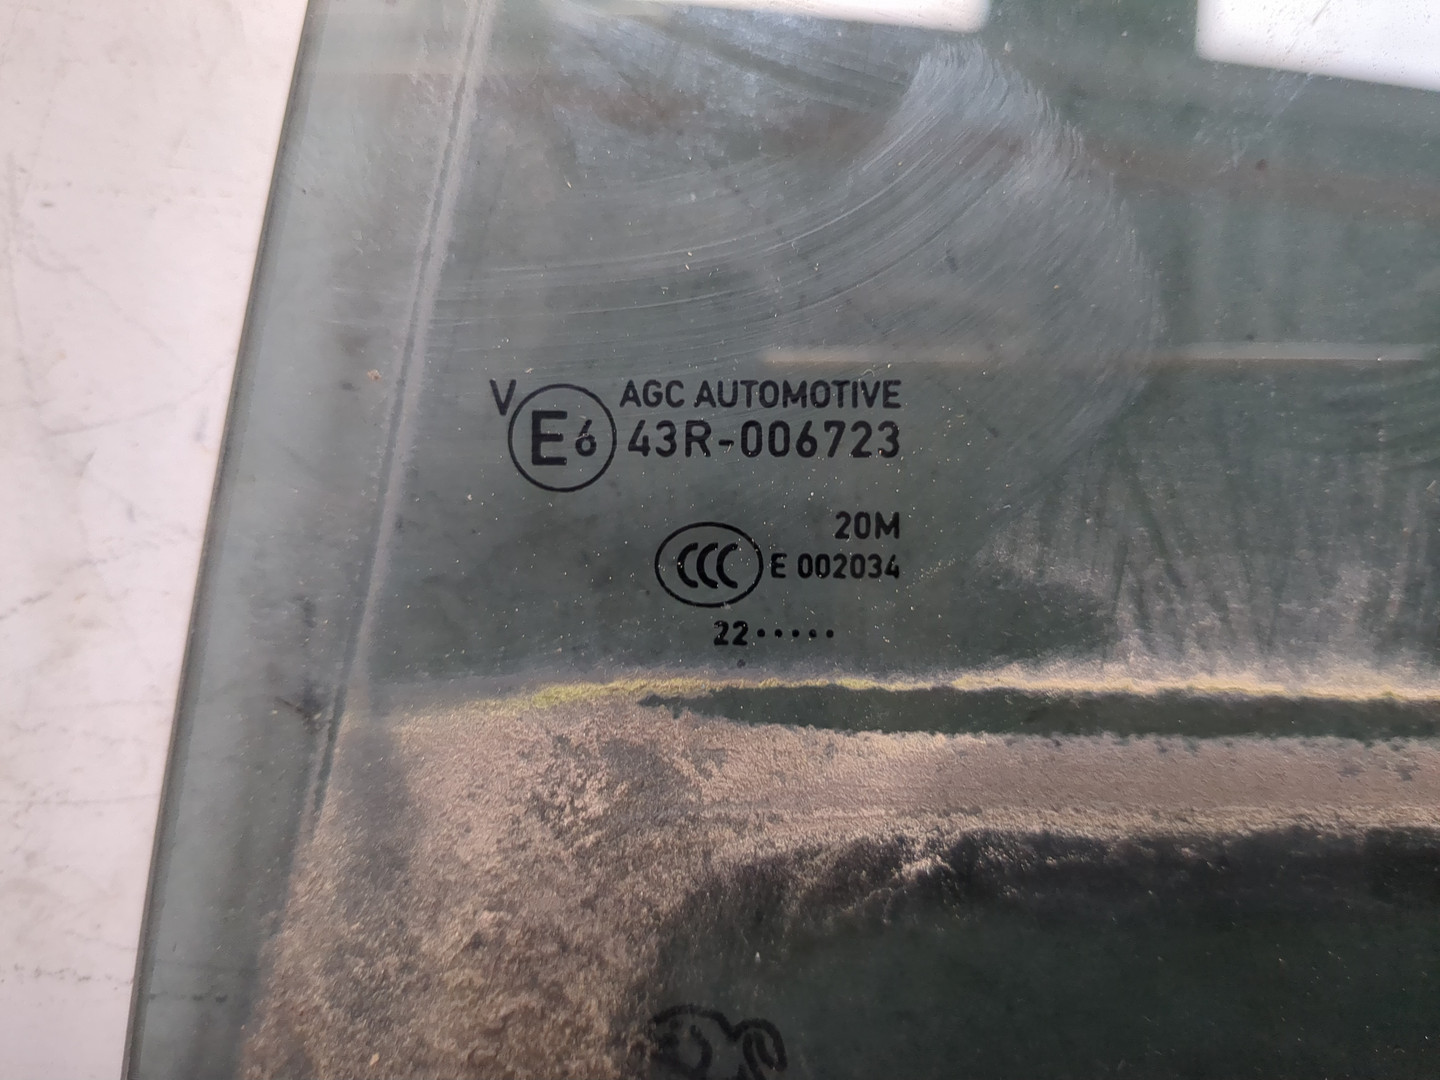 V E6 AGC AUTOMOTIVE
43R-006723
20M
CCC E 002034
22·····